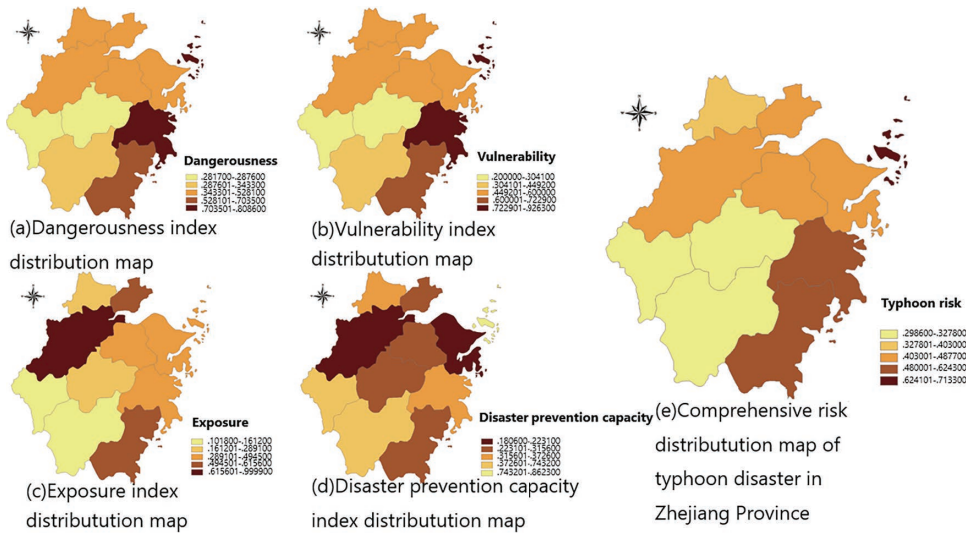 Dangerousness
.281700-.287600
.287601-.343300
.343301-.528100
.528101-.703500
.703501-.808600
(a)Dangerousness index
distribution map
Vulnerability
.200000-.304100
.304101-.449200
.449201-.600000
.600001-.722900
.722901-.926300
(b)Vulnerability index
distributution map
Exposure
.101800-.161200
.161201-.289100
.289101-.494500
.494501-.615600
.615601-.999900
(c)Exposure index
distributution map
Disaster prevention capacity
.180600-.223100
.223101-.315600
.315601-.372600
.372601-.743200
.743201-.862300
(d)Disaster prevention capacity
index distributution map
Typhoon risk
.298600-.327800
.327801-.403000
.403001-.487700
.480001-.624300
.624101-.713300
(e)Comprehensive risk
distributution map of
typhoon disaster in
Zhejiang Province